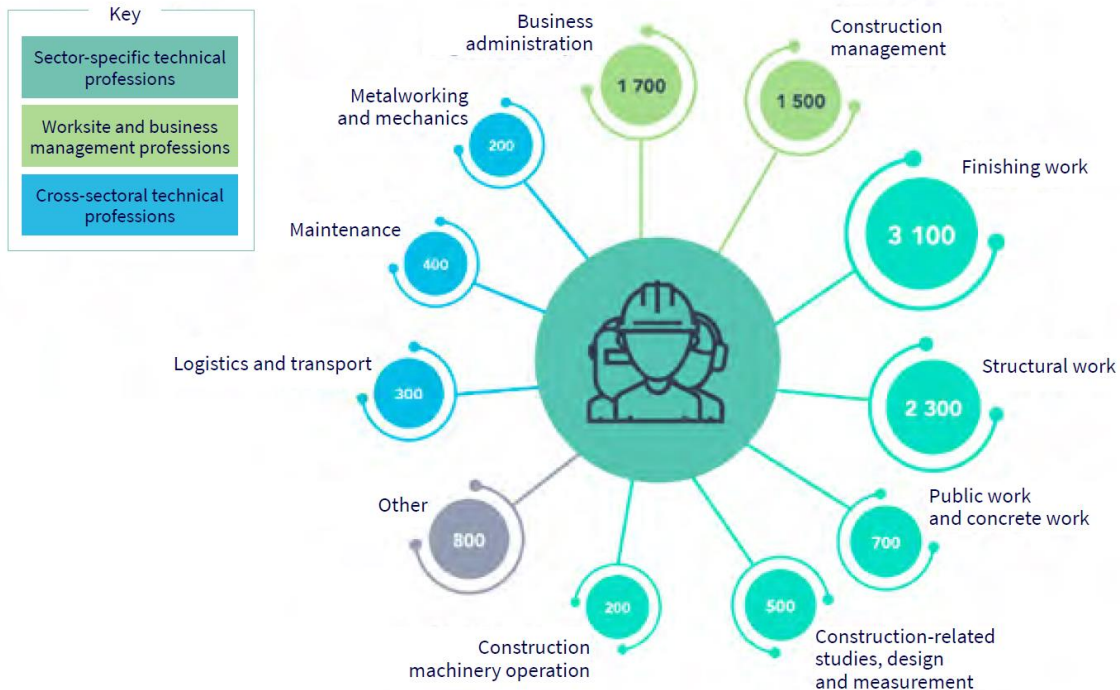 Key
Sector-specific technical
professions
Worksite and business
management professions
Cross-sectoral technical
professions
Business
administration
1 700
Construction
management
1 500
Metalworking
and mechanics
200
Finishing work
3 100
Maintenance
400
Logistics and transport
300
Structural work
2 300
Other
800
Public work
and concrete work
700
Construction
machinery operation
200
Construction-related
studies, design
and measurement
500